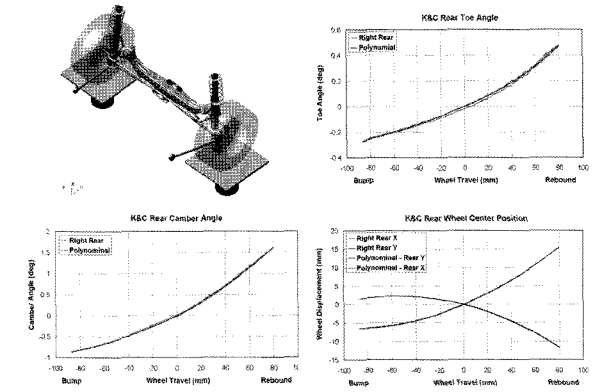 K&C Rear Toe Angle
Right Rear
Polynomial
Toe Angle (deg)
0.6
0.4
0.2
0
-0.2
-0.4
-100 -80 -60 -40 -20 0 20 40 60 80 100
Bump Wheel Travel (mm) Rebound
K&C Rear Camber Angle
Right Rear
Polynominal
Camber Angle (deg)
2
1.5
1
0.5
0
-0.5
-1
-100 -80 -60 -40 -20 0 20 40 60 80
Bump Wheel Travel (mm) Rebound
K&C Rear Wheel Center Position
Right Rear X
Right Rear Y
Polynominal - Rear Y
Polynominal - Rear X
Wheel Displacement (mm)
20
15
10
5
0
-5
-10
-15
-100 -80 -60 -40 -20 0 20 40 60 80 100
Bump Wheel Travel (mm) Rebound